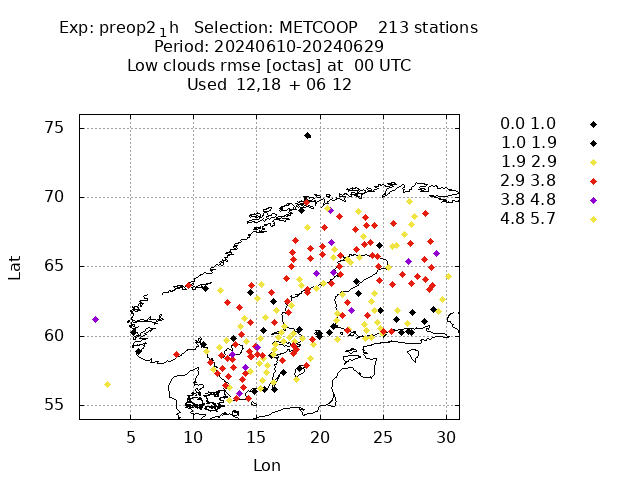 Exp: preop2 1 h   Selection: METCOOP    213 stations
Period: 20240610-20240629
Low clouds rmse [octas] at  00 UTC
Used  12,18 + 06 12
75
70
65
60
55
Lat
5 10 15 20 25 30
Lon
0.0 1.0
1.0 1.9
1.9 2.9
2.9 3.8
3.8 4.8
4.8 5.7